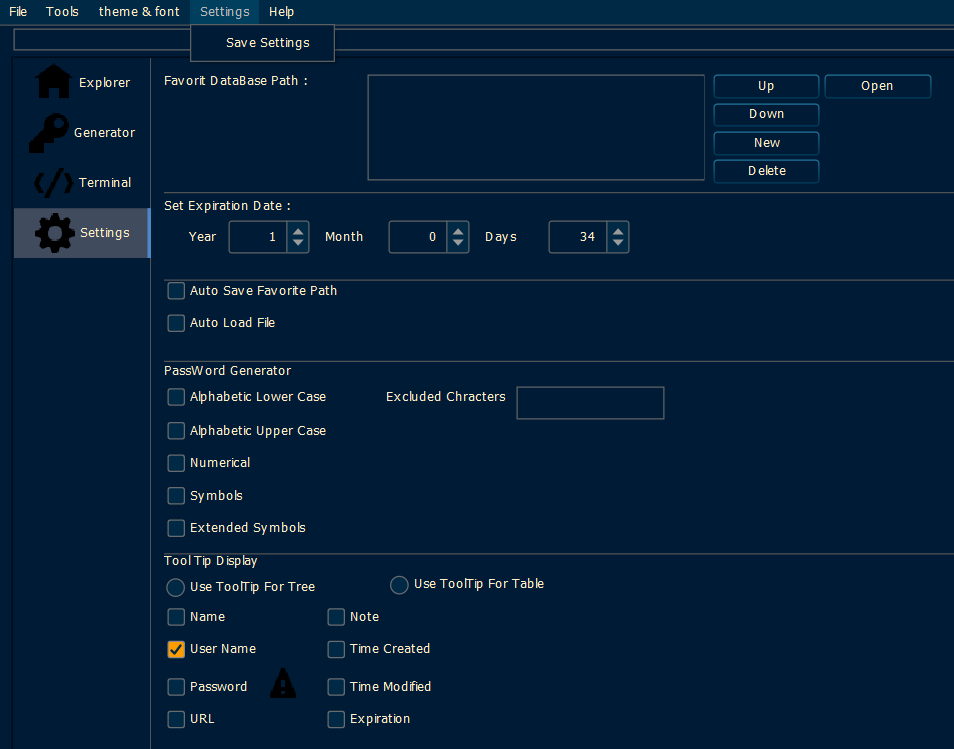 File Tools theme & font Settings Help
Save Settings
Explorer
Generator
Terminal
Settings
Favorit DataBase Path :
Up Open
Down
New
Delete
Set Expiration Date :
Year 1 Month 0 Days 34
Auto Save Favorite Path
Auto Load File
PassWord Generator
Alphabetic Lower Case Excluded Chracters
Alphabetic Upper Case
Numerical
Symbols
Extended Symbols
Tool Tip Display
Use ToolTip For Tree Use ToolTip For Table
Name Note
User Name Time Created
Password Time Modified
URL Expiration